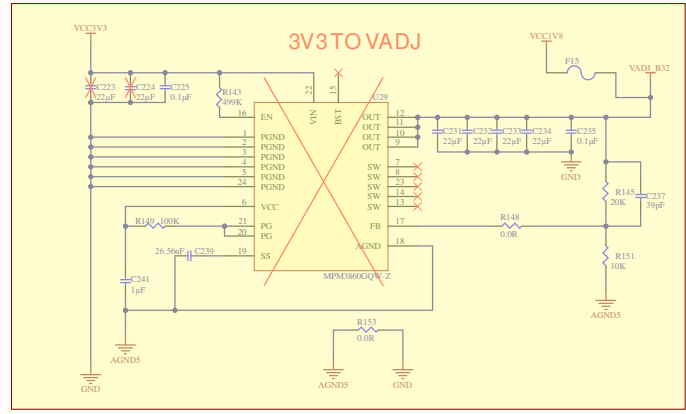 3V3 TO VADJ
VCC3V3
VCC1V8
F15
VADJ_B32
C223
22µF
C224
22µF
C225
0.1µF
R143
499K
22
VIN
15
BST
U29
16
EN
1
PGND
2
PGND
3
PGND
4
PGND
5
PGND
24
PGND
6
VCC
21
PG
20
PG
19
SS
OUT
12
OUT
11
OUT
10
OUT
9
SW
7
SW
8
SW
23
SW
14
SW
13
FB
17
AGND
18
MPM3860GQW-Z
C231
22µF
C232
22µF
C233
22µF
C234
22µF
C235
0.1µF
GND
R145
20K
C237
39pF
R148
0.0R
R151
10K
AGND5
R149
100K
26.56nF
C239
C241
1µF
AGND5
GND
R153
0.0R
AGND5
GND